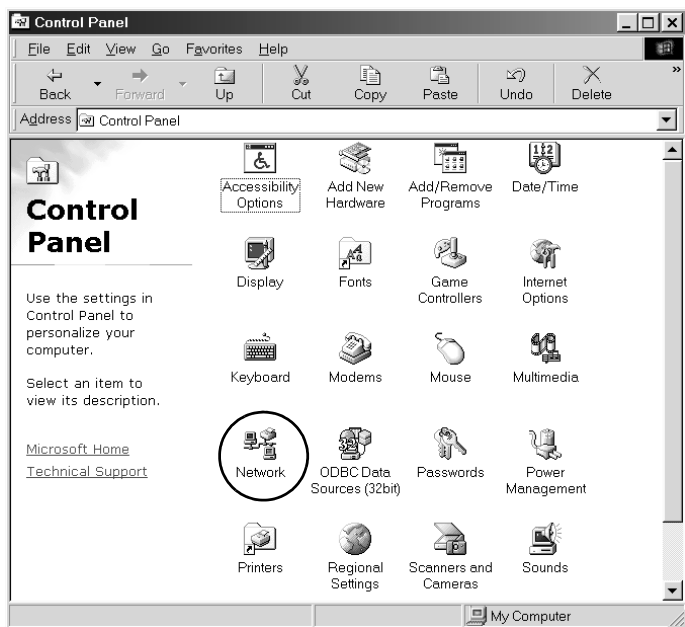 Control Panel
File Edit View Go Favorites Help
Back Forward Up Cut Copy Paste Undo Delete »
Address Control Panel
Control
Panel
Use the settings in
Control Panel to
personalize your
computer.
Select an item to
view its description.
Microsoft Home
Technical Support
Accessibility
Options
Add New
Hardware
Add/Remove
Programs
Date/Time
Display
Fonts
Game
Controllers
Internet
Options
Keyboard
Modems
Mouse
Multimedia
Network
ODBC Data
Sources (32bit)
Passwords
Power
Management
Printers
Regional
Settings
Scanners and
Cameras
Sounds
My Computer